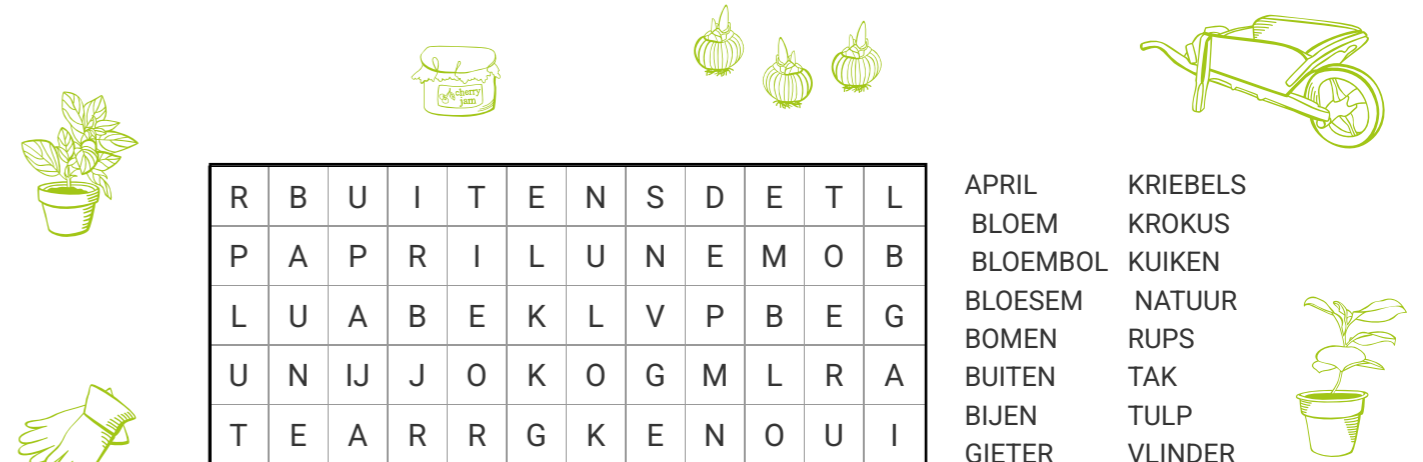 cherry
jam
R B U I T E N S D E T L
P A P R I L U N E M O B
L U A B E K L V P B E G
U N IJ J O K O G M L R A
T E A R R G K E N O U I
APRIL
BLOEM
BLOEMBOL
BLOESEM
BOMEN
BUITEN
BIJEN
GIETER
KRIEBELS
KROKUS
KUIKEN
NATUUR
RUPS
TAK
TULP
VLINDER